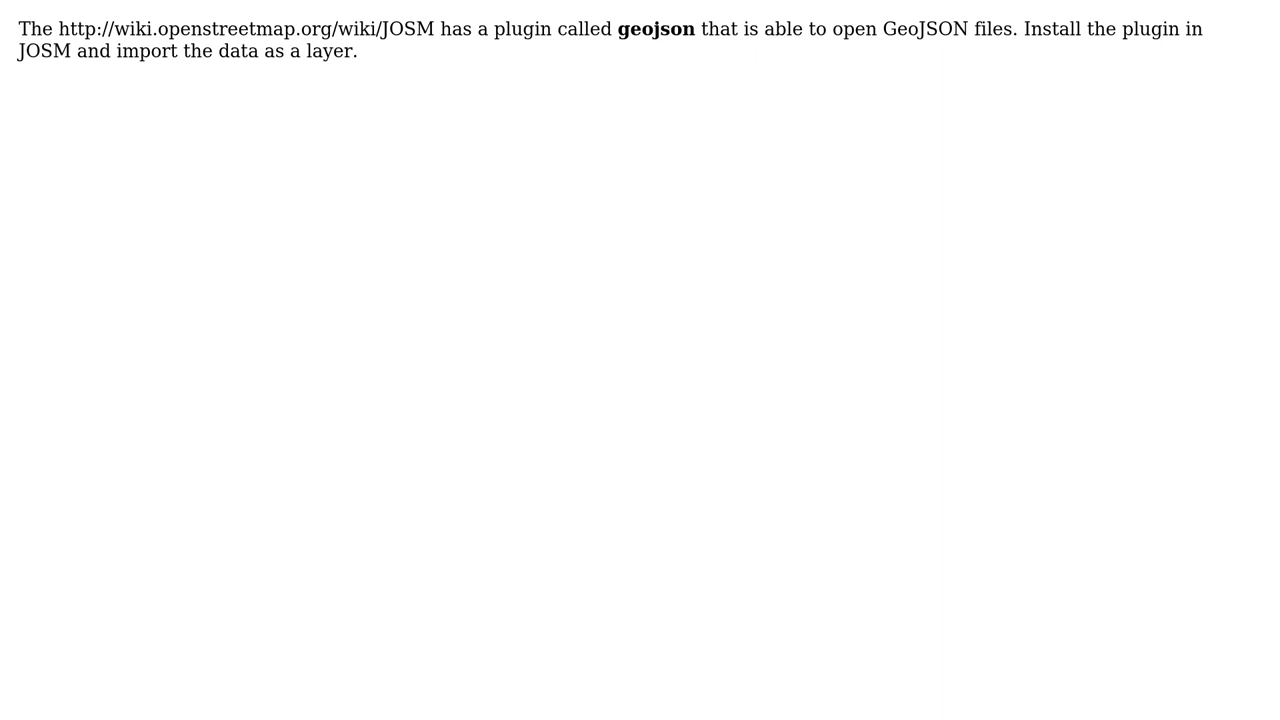 The http://wiki.openstreetmap.org/wiki/JOSM has a plugin called geojson that is able to open GeoJSON files. Install the plugin in
JOSM and import the data as a layer.